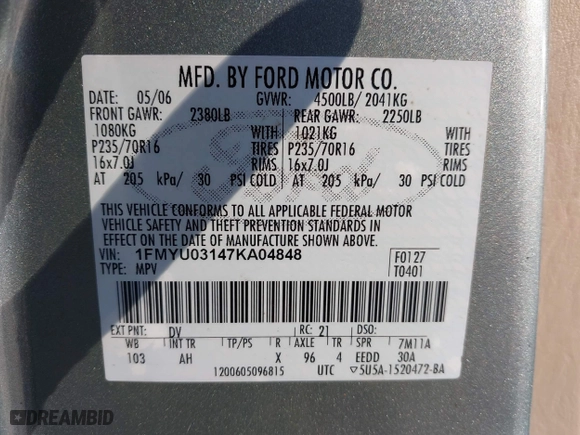 MFD. BY FORD MOTOR CO.
DATE: 05/06 GVWR: 4500LB/ 2041KG
FRONT GAWR: 2380LB REAR GAWR: 2250LB
1080KG WITH 1021KG WITH
P235/70R16 TIRES P235/70R16 TIRES
16x7.0J RIMS 16x7.0J RIMS
AT 205 kPa/ 30 PSI COLD AT 205 kPa/ 30 PSI COLD
THIS VEHICLE CONFORMS TO ALL APPLICABLE FEDERAL MOTOR
VEHICLE SAFETY AND THEFT PREVENTION STANDARDS IN
EFFECT ON THE DATE OF MANUFACTURE SHOWN ABOVE.
VIN: 1FMYU03147KA04848 F0127
TYPE: MPV T0401
EXT PNT: DV RC: 21 DSO:
WB INT TR TP/PS R AXLE TR SPR 7M11A
103 AH X 96 4 EEDD 30A
1200605096815 UTC ▽5U5A-1520472-BA
Ford
DREAMBID